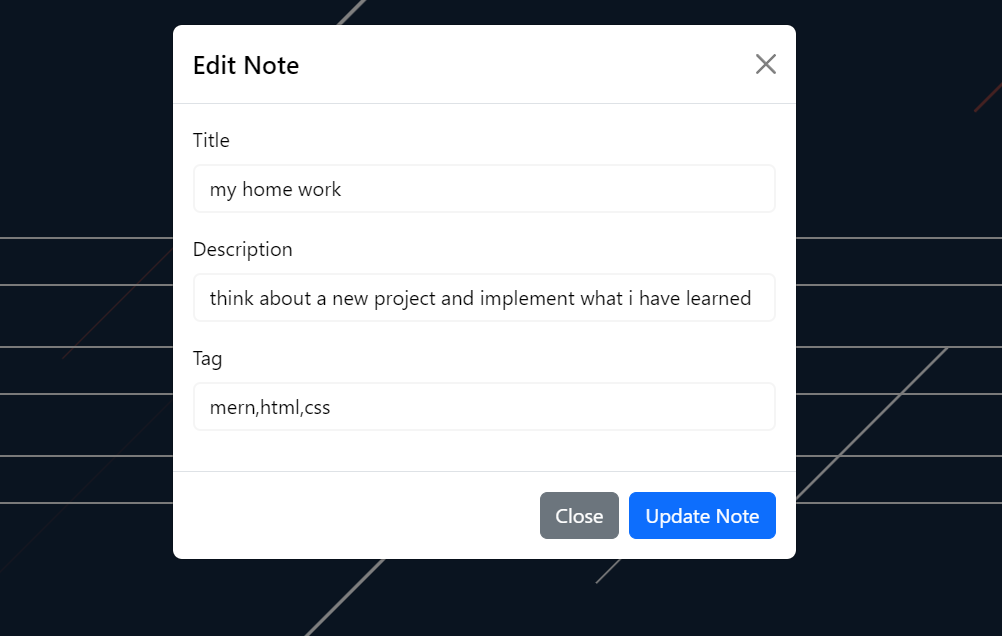 Edit Note
Title
my home work
Description
think about a new project and implement what i have learned
Tag
mern,html,css
Close
Update Note